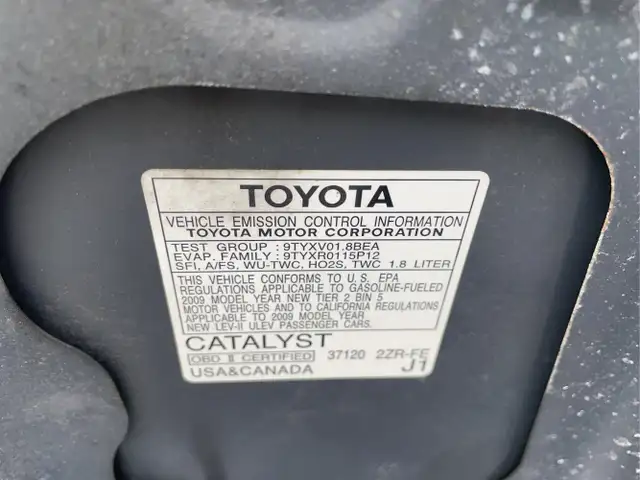 TOYOTA
VEHICLE EMISSION CONTROL INFORMATION
TOYOTA MOTOR CORPORATION
TEST GROUP : 9TYXV01.8BEA
EVAP. FAMILY : 9TYXR0115P12
SFI, A/FS, WU-TWC, HO2S, TWC 1.8 LITER
THIS VEHICLE CONFORMS TO U.S. EPA
REGULATIONS APPLICABLE TO GASOLINE-FUELED
2009 MODEL YEAR NEW TIER 2 BIN 5
MOTOR VEHICLES AND TO CALIFORNIA REGULATIONS
APPLICABLE TO 2009 MODEL YEAR
NEW LEV-II ULEV PASSENGER CARS.
CATALYST
OBD II CERTIFIED 37120 2ZR-FE
USA&CANADA J1